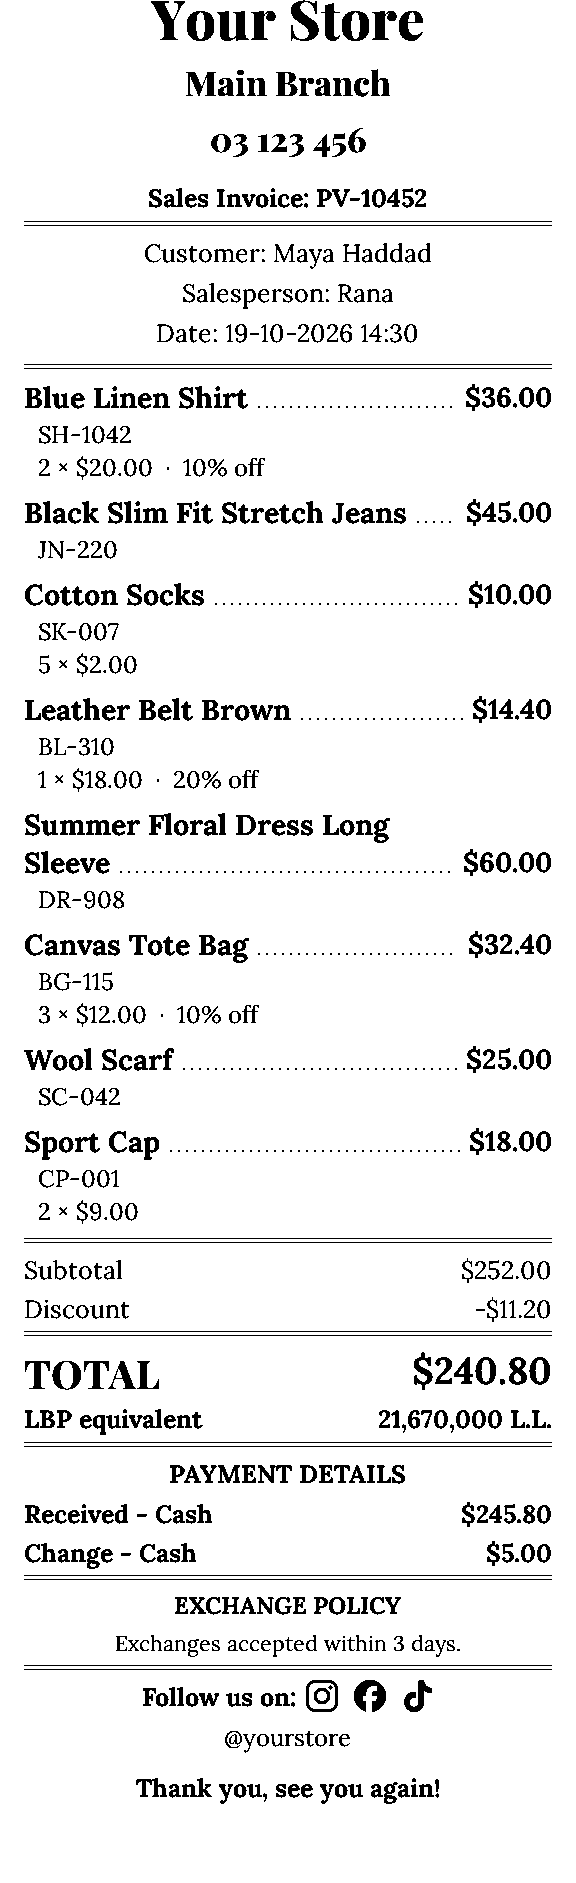 Your Store
Main Branch
03 123 456
Sales Invoice: PV-10452
Customer: Maya Haddad
Salesperson: Rana
Date: 19-10-2026 14:30
Blue Linen Shirt ........................ $36.00
SH-1042
2 × $20.00 · 10% off
Black Slim Fit Stretch Jeans ..... $45.00
JN-220
Cotton Socks .............................. $10.00
SK-007
5 × $2.00
Leather Belt Brown .................... $14.40
BL-310
1 × $18.00 · 20% off
Summer Floral Dress Long
Sleeve ........................................ $60.00
DR-908
Canvas Tote Bag ........................ $32.40
BG-115
3 × $12.00 · 10% off
Wool Scarf .................................. $25.00
SC-042
Sport Cap ................................... $18.00
CP-001
2 × $9.00
Subtotal $252.00
Discount -$11.20
TOTAL $240.80
LBP equivalent 21,670,000 L.L.
PAYMENT DETAILS
Received - Cash $245.80
Change - Cash $5.00
EXCHANGE POLICY
Exchanges accepted within 3 days.
Follow us on:
@yourstore
Thank you, see you again!